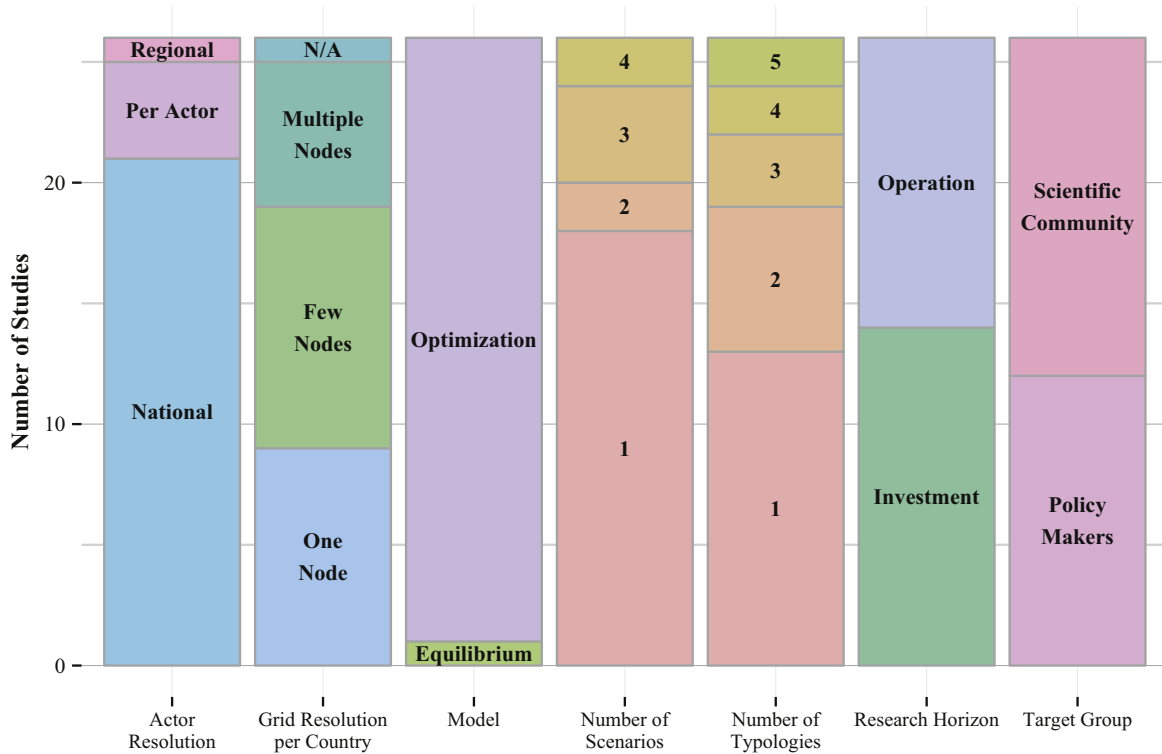 Number of Studies
20
10
0
Regional
Per Actor
National
N/A
Multiple
Nodes
Few
Nodes
One
Node
Optimization
Equilibrium
4
3
2
1
5
4
3
2
1
Operation
Investment
Scientific
Community
Policy
Makers
Actor
Resolution
Grid Resolution
per Country
Model
Number of
Scenarios
Number of
Typologies
Research Horizon
Target Group